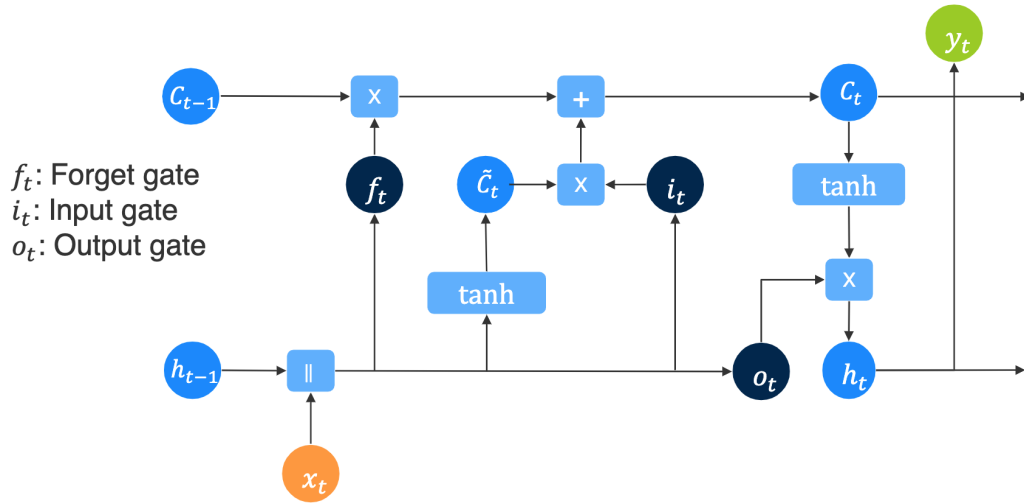 yₜ
Cₜ₋₁
x
+
Cₜ
fₜ: Forget gate
iₜ: Input gate
oₜ: Output gate
fₜ
C̃ₜ
x
iₜ
tanh
tanh
x
hₜ₋₁
||
oₜ
hₜ
xₜ